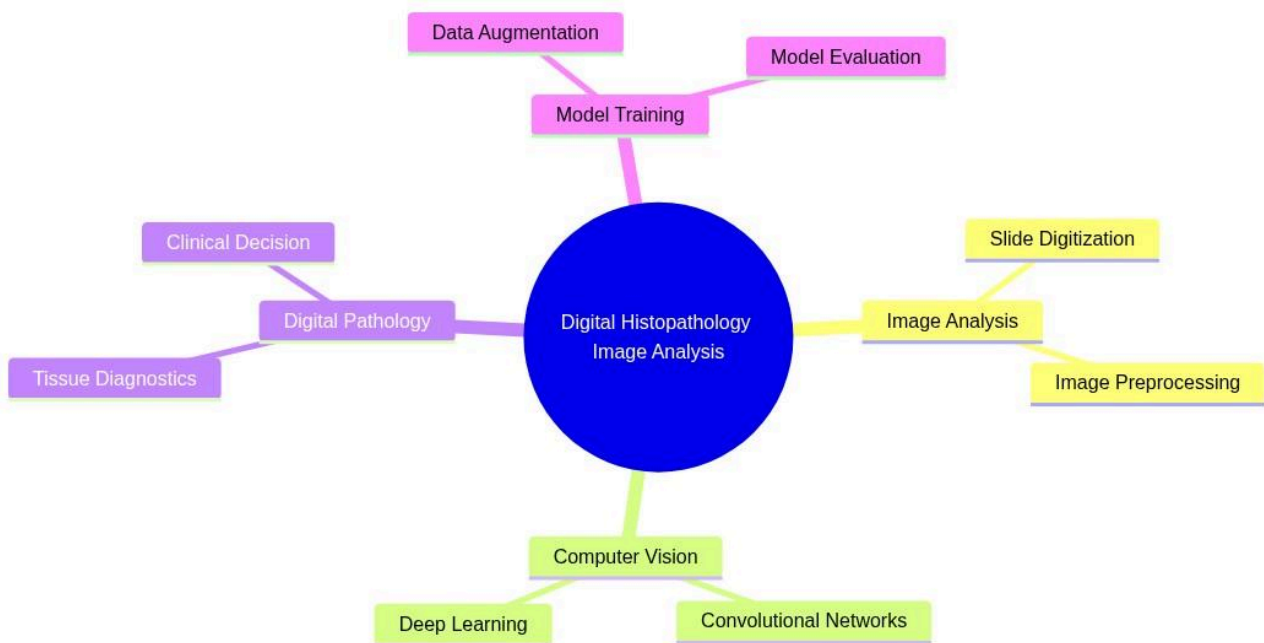 Data Augmentation
Model Evaluation
Model Training
Clinical Decision
Slide Digitization
Digital Pathology
Digital Histopathology
Image Analysis
Image Analysis
Tissue Diagnostics
Image Preprocessing
Computer Vision
Deep Learning
Convolutional Networks